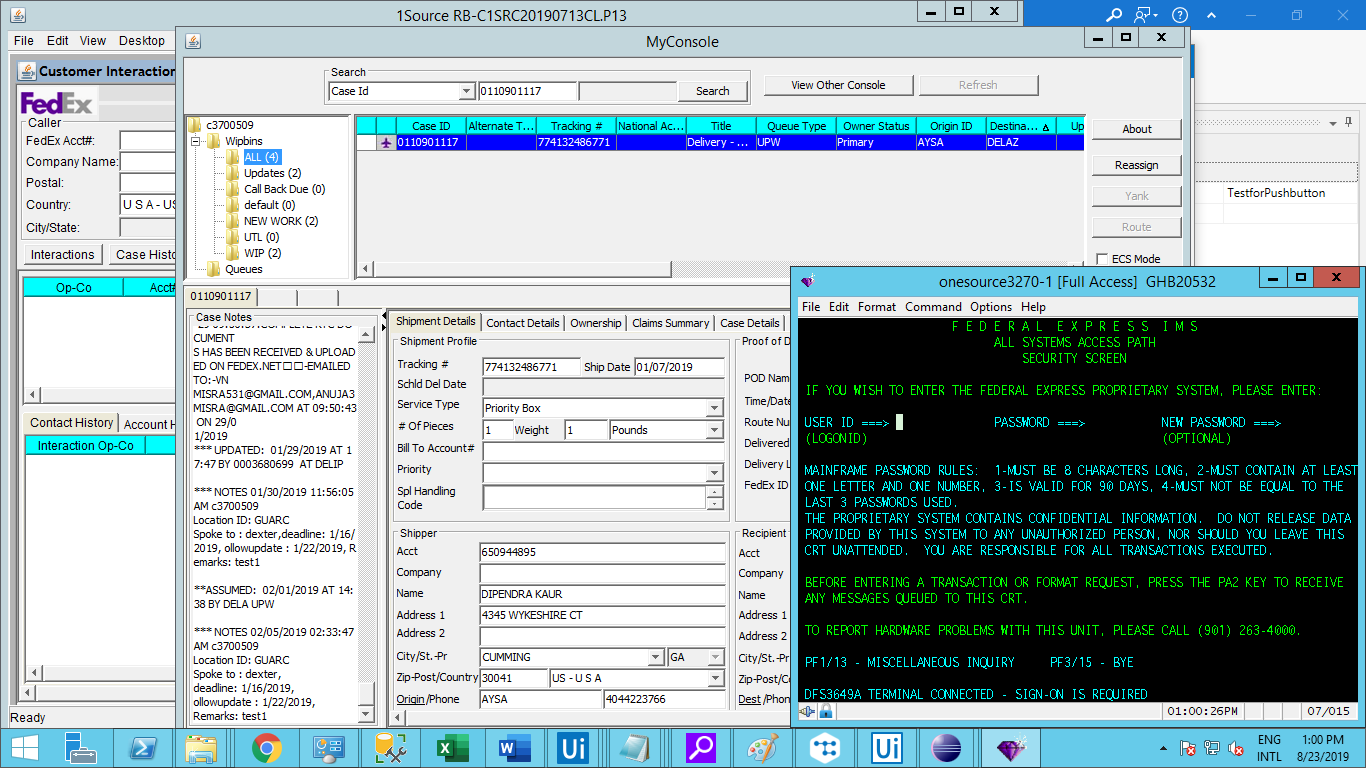 1Source RB-C1SRC20190713CL.P13
File Edit View Desktop
MyConsole
Customer Interaction
FedEx
Caller
FedEx Acct#:
Company Name:
Postal:
Country: U S A - US
City/State:
Interactions Case Histo
Op-Co Acct#
Contact History Account H
Interaction Op-Co
Ready
Search
Case Id 0110901117 Search
View Other Console Refresh
c3700509
Wipbins
ALL (4)
Updates (2)
Call Back Due (0)
default (0)
NEW WORK (2)
UTL (0)
WIP (2)
Queues
Case ID Alternate T... Tracking # National Ac... Title Queue Type Owner Status Origin ID Destina... Up
0110901117 774132486771 Delivery - ... UPW Primary AYSA DELAZ
About
Reassign
Yank
Route
ECS Mode
TestforPushbutton
0110901117
Case Notes
CUMENT
S HAS BEEN RECEIVED & UPLOAD
ED ON FEDEX.NET□□-EMAILED
TO:-VN
MISRA531@GMAIL.COM,ANUJA3
MISRA@GMAIL.COM AT 09:50:43
ON 29/0
1/2019
*** UPDATED: 01/29/2019 AT 1
7:47 BY 0003680699 AT DELIP
*** NOTES 01/30/2019 11:56:05
AM c3700509
Location ID: GUARC
Spoke to : dexter,deadline: 1/16/
2019, ollowupdate : 1/22/2019, R
emarks: test1
**ASSUMED: 02/01/2019 AT 14:
38 BY DELA UPW
*** NOTES 02/05/2019 02:33:47
AM c3700509
Location ID: GUARC
Spoke to : dexter,
deadline: 1/16/2019,
ollowupdate : 1/22/2019,
Remarks: test1
Shipment Details Contact Details Ownership Claims Summary Case Details
Shipment Profile
Tracking # 774132486771 Ship Date 01/07/2019
Schld Del Date
Service Type Priority Box
# Of Pieces 1 Weight 1 Pounds
Bill To Account#
Priority
Spl Handling
Code
Proof of D
POD Nam
Time/Date
Route Nu
Delivered
Delivery L
FedEx ID
Shipper
Acct 650944895
Company
Name DIPENDRA KAUR
Address 1 4345 WYKESHIRE CT
Address 2
City/St.-Pr CUMMING GA
Zip-Post/Country 30041 US - U S A
Origin/Phone AYSA 4044223766
Recipient
Acct
Company
Name
Address 1
Address 2
City/St.-P
Zip-Post/
Dest /Phon
onesource3270-1 [Full Access] GHB20532
File Edit Format Command Options Help
F E D E R A L E X P R E S S I M S
ALL SYSTEMS ACCESS PATH
SECURITY SCREEN
IF YOU WISH TO ENTER THE FEDERAL EXPRESS PROPRIETARY SYSTEM, PLEASE ENTER:
USER ID ===> PASSWORD ===> NEW PASSWORD ===>
(LOGONID) (OPTIONAL)
MAINFRAME PASSWORD RULES: 1-MUST BE 8 CHARACTERS LONG, 2-MUST CONTAIN AT LEAST
ONE LETTER AND ONE NUMBER, 3-IS VALID FOR 90 DAYS, 4-MUST NOT BE EQUAL TO THE
LAST 3 PASSWORDS USED.
THE PROPRIETARY SYSTEM CONTAINS CONFIDENTIAL INFORMATION. DO NOT RELEASE DATA
PROVIDED BY THIS SYSTEM TO ANY UNAUTHORIZED PERSON, NOR SHOULD YOU LEAVE THIS
CRT UNATTENDED. YOU ARE RESPONSIBLE FOR ALL TRANSACTIONS EXECUTED.
BEFORE ENTERING A TRANSACTION OR FORMAT REQUEST, PRESS THE PA2 KEY TO RECEIVE
ANY MESSAGES QUEUED TO THIS CRT.
TO REPORT HARDWARE PROBLEMS WITH THIS UNIT, PLEASE CALL (901) 263-4000.
PF1/13 - MISCELLANEOUS INQUIRY PF3/15 - BYE
DFS3649A TERMINAL CONNECTED - SIGN-ON IS REQUIRED
01:00:26PM 07/015
Ui
Ui
ENG
INTL
1:00 PM
8/23/2019